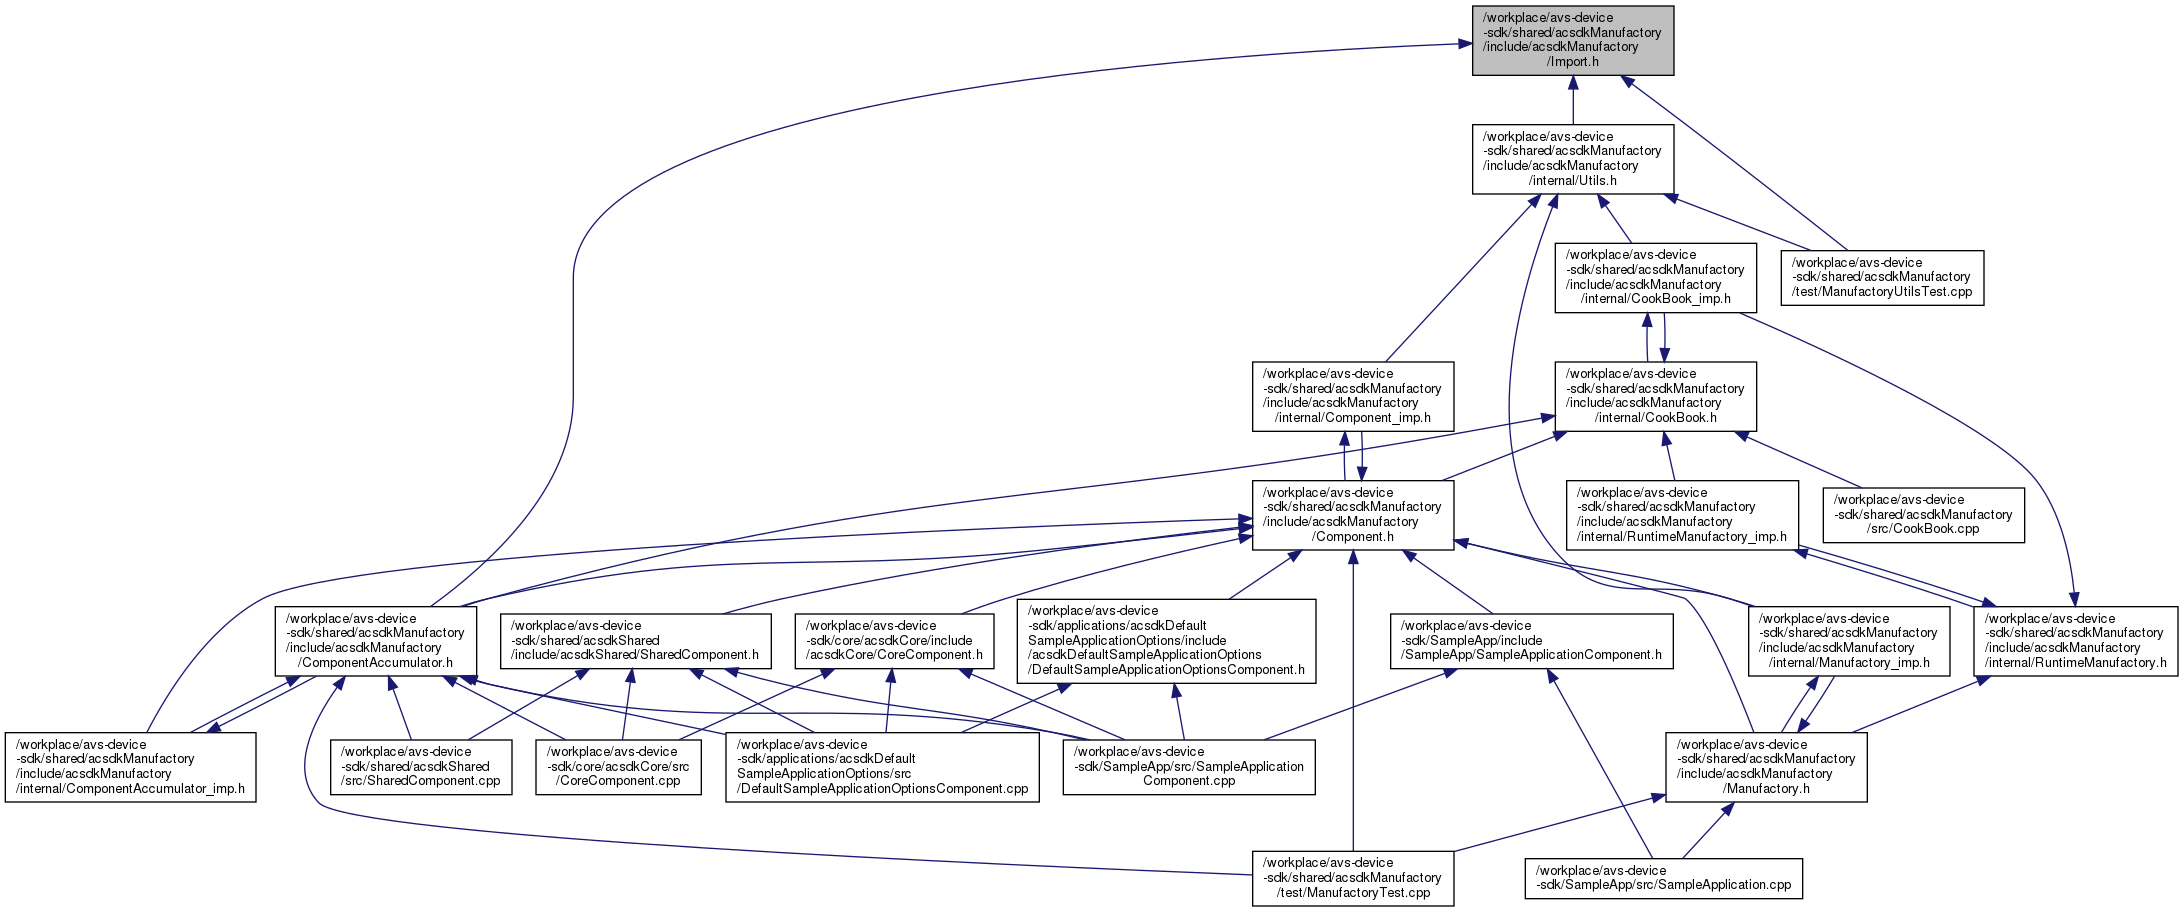 /workplace/avs-device
-sdk/shared/acsdkManufactory
/include/acsdkManufactory
/Import.h
/workplace/avs-device
-sdk/shared/acsdkManufactory
/include/acsdkManufactory
/internal/Utils.h
/workplace/avs-device
-sdk/shared/acsdkManufactory
/include/acsdkManufactory
/internal/CookBook_imp.h
/workplace/avs-device
-sdk/shared/acsdkManufactory
/test/ManufactoryUtilsTest.cpp
/workplace/avs-device
-sdk/shared/acsdkManufactory
/include/acsdkManufactory
/internal/Component_imp.h
/workplace/avs-device
-sdk/shared/acsdkManufactory
/include/acsdkManufactory
/internal/CookBook.h
/workplace/avs-device
-sdk/shared/acsdkManufactory
/include/acsdkManufactory
/Component.h
/workplace/avs-device
-sdk/shared/acsdkManufactory
/include/acsdkManufactory
/internal/RuntimeManufactory_imp.h
/workplace/avs-device
-sdk/shared/acsdkManufactory
/src/CookBook.cpp
/workplace/avs-device
-sdk/shared/acsdkManufactory
/include/acsdkManufactory
/ComponentAccumulator.h
/workplace/avs-device
-sdk/shared/acsdkShared
/include/acsdkShared/SharedComponent.h
/workplace/avs-device
-sdk/core/acsdkCore/include
/acsdkCore/CoreComponent.h
/workplace/avs-device
-sdk/applications/acsdkDefault
SampleApplicationOptions/include
/acsdkDefaultSampleApplicationOptions
/DefaultSampleApplicationOptionsComponent.h
/workplace/avs-device
-sdk/SampleApp/include
/SampleApp/SampleApplicationComponent.h
/workplace/avs-device
-sdk/shared/acsdkManufactory
/include/acsdkManufactory
/internal/Manufactory_imp.h
/workplace/avs-device
-sdk/shared/acsdkManufactory
/include/acsdkManufactory
/internal/RuntimeManufactory.h
/workplace/avs-device
-sdk/shared/acsdkManufactory
/include/acsdkManufactory
/internal/ComponentAccumulator_imp.h
/workplace/avs-device
-sdk/shared/acsdkShared
/src/SharedComponent.cpp
/workplace/avs-device
-sdk/core/acsdkCore/src
/CoreComponent.cpp
/workplace/avs-device
-sdk/applications/acsdkDefault
SampleApplicationOptions/src
/DefaultSampleApplicationOptionsComponent.cpp
/workplace/avs-device
-sdk/SampleApp/src/SampleApplication
Component.cpp
/workplace/avs-device
-sdk/shared/acsdkManufactory
/include/acsdkManufactory
/Manufactory.h
/workplace/avs-device
-sdk/shared/acsdkManufactory
/test/ManufactoryTest.cpp
/workplace/avs-device
-sdk/SampleApp/src/SampleApplication.cpp